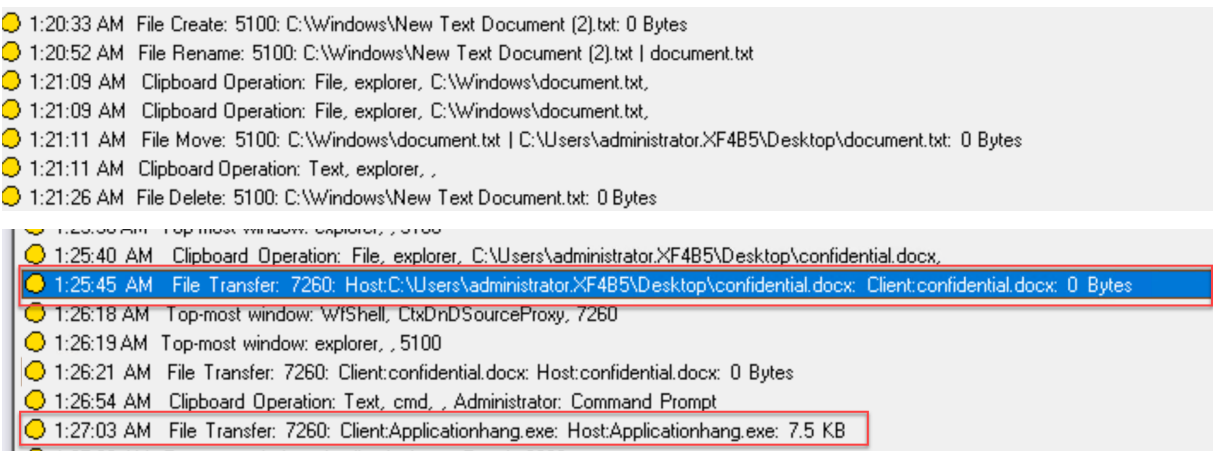 1:20:33 AM File Create: 5100: C:\Windows\New Text Document (2).txt: 0 Bytes
1:20:52 AM File Rename: 5100: C:\Windows\New Text Document (2).txt | document.txt
1:21:09 AM Clipboard Operation: File, explorer, C:\Windows\document.txt,
1:21:09 AM Clipboard Operation: File, explorer, C:\Windows\document.txt,
1:21:11 AM File Move: 5100: C:\Windows\document.txt | C:\Users\administrator.XF4B5\Desktop\document.txt: 0 Bytes
1:21:11 AM Clipboard Operation: Text, explorer, ,
1:21:26 AM File Delete: 5100: C:\Windows\New Text Document.txt: 0 Bytes
Top-most window: explorer, , 5100
1:25:40 AM Clipboard Operation: File, explorer, C:\Users\administrator.XF4B5\Desktop\confidential.docx,
1:25:45 AM File Transfer: 7260: Host:C:\Users\administrator.XF4B5\Desktop\confidential.docx: Client:confidential.docx: 0 Bytes
1:26:18 AM Top-most window: WfShell, CtxDnDSourceProxy, 7260
1:26:19 AM Top-most window: explorer, , 5100
1:26:21 AM File Transfer: 7260: Client:confidential.docx: Host:confidential.docx: 0 Bytes
1:26:54 AM Clipboard Operation: Text, cmd, , Administrator: Command Prompt
1:27:03 AM File Transfer: 7260: Client:Applicationhang.exe: Host:Applicationhang.exe: 7.5 KB